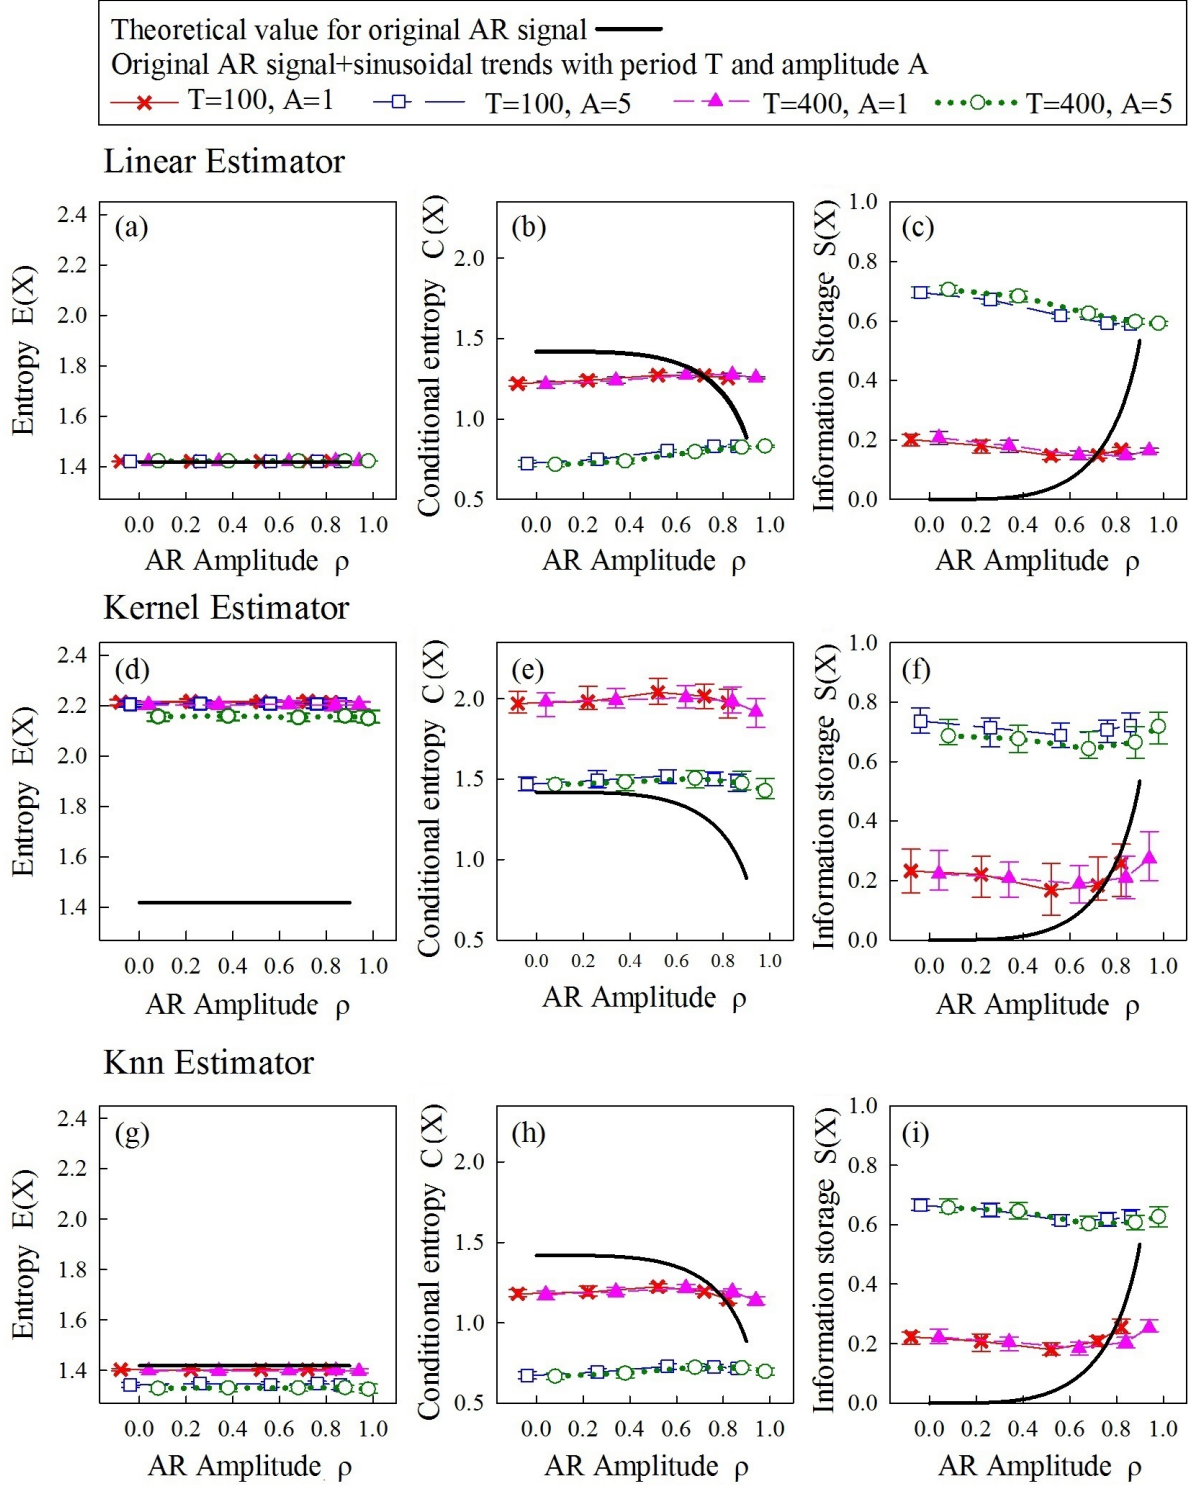 Theoretical value for original AR signal
Original AR signal+sinusoidal trends with period T and amplitude A
T=100, A=1 T=100, A=5 T=400, A=1 T=400, A=5
Linear Estimator
(a)
Entropy E(X)
2.4
2.2
2.0
1.8
1.6
1.4
0.0 0.2 0.4 0.6 0.8 1.0
AR Amplitude ρ
(b)
Conditional entropy C(X)
2.0
1.5
1.0
0.5
0.0 0.2 0.4 0.6 0.8 1.0
AR Amplitude ρ
(c)
Information Storage S(X)
1.0
0.8
0.6
0.4
0.2
0.0
0.0 0.2 0.4 0.6 0.8 1.0
AR Amplitude ρ
Kernel Estimator
(d)
Entropy E(X)
2.4
2.2
2.0
1.8
1.6
1.4
0.0 0.2 0.4 0.6 0.8 1.0
AR Amplitude ρ
(e)
Conditional entropy C(X)
2.0
1.5
1.0
0.5
0.0 0.2 0.4 0.6 0.8 1.0
AR Amplitude ρ
(f)
Information storage S(X)
1.0
0.8
0.6
0.4
0.2
0.0
0.0 0.2 0.4 0.6 0.8 1.0
AR Amplitude ρ
Knn Estimator
(g)
Entropy E(X)
2.4
2.2
2.0
1.8
1.6
1.4
0.0 0.2 0.4 0.6 0.8 1.0
AR Amplitude ρ
(h)
Conditional entropy C(X)
2.0
1.5
1.0
0.5
0.0 0.2 0.4 0.6 0.8 1.0
AR Amplitude ρ
(i)
Information storage S(X)
1.0
0.8
0.6
0.4
0.2
0.0
0.0 0.2 0.4 0.6 0.8 1.0
AR Amplitude ρ